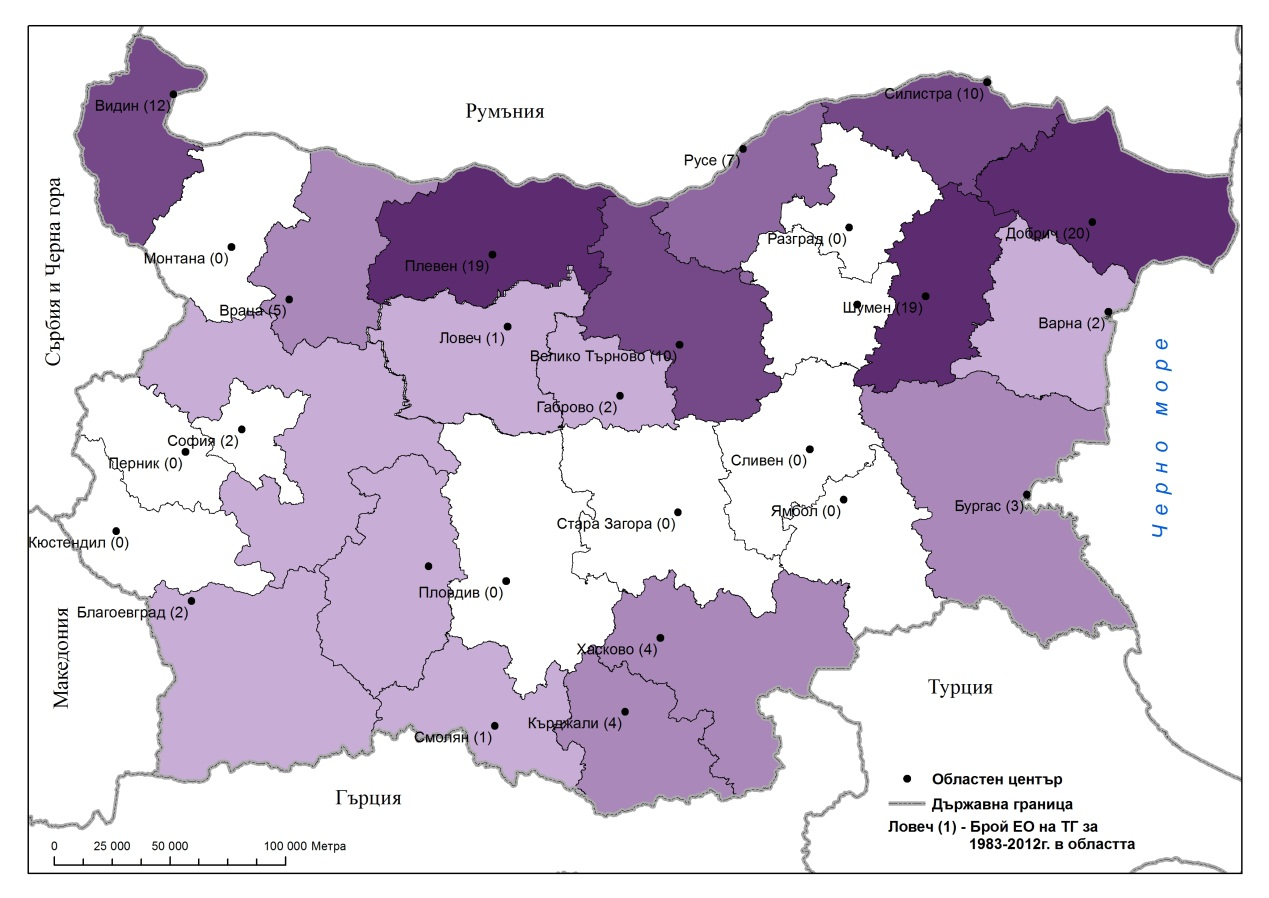 Видин (12)
Силистра (10)
Румъния
Русе (7)
Сърбия и Черна гора
Добрич (20)
Разград (0)
Монтана (0)
Плевен (19)
Враца (5)
Шумен (19)
Варна (2)
Ловеч (1)
Велико Търново (10)
Черно море
Габрово (2)
София (2)
Перник (0)
Сливен (0)
Бургас (3)
Ямбол (0)
Стара Загора (0)
Кюстендил (0)
Пловдив (0)
Благоевград (2)
Македония
Хасково (4)
Турция
Кърджали (4)
Смолян (1)
Гърция
Областен център
Държавна граница
Ловеч (1) - Брой ЕО на ТГ за
1983-2012г. в областта
0 25 000 50 000 100 000 Метра